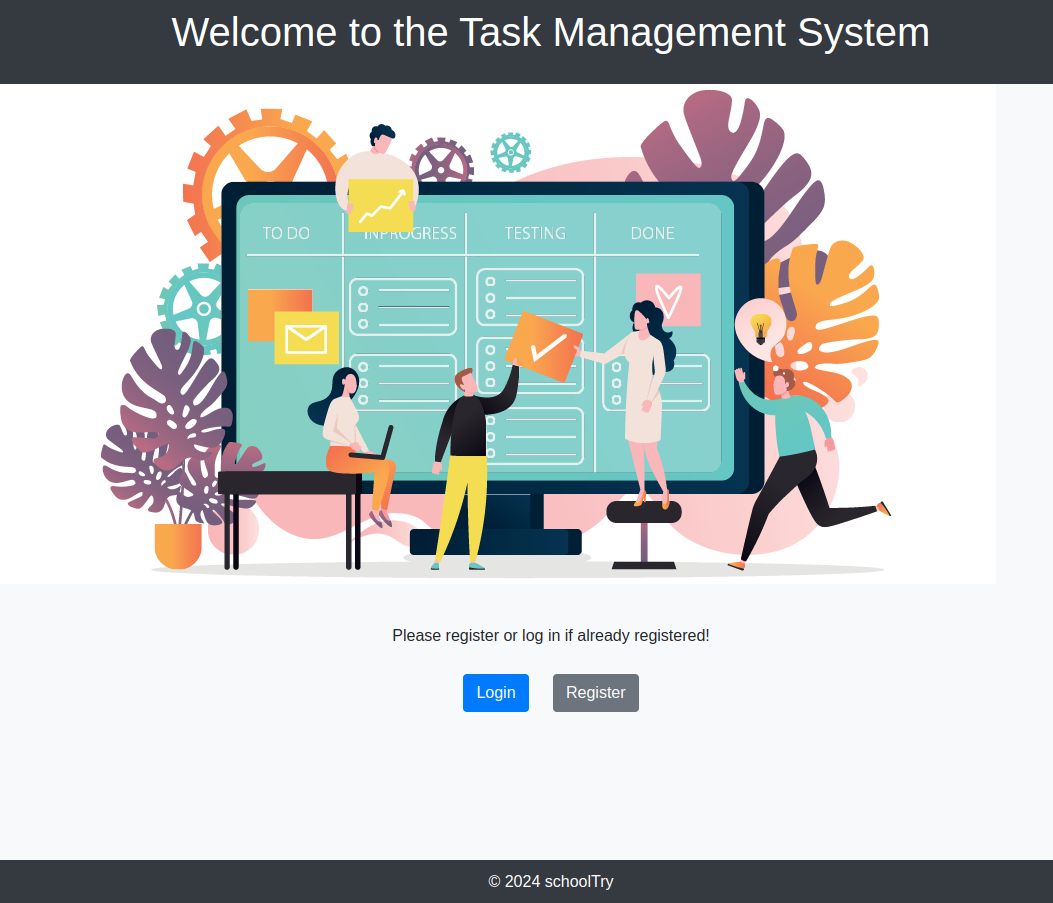 Welcome to the Task Management System
TO DO
INPROGRESS
TESTING
DONE
Please register or log in if already registered!
Login
Register
© 2024 schoolTry